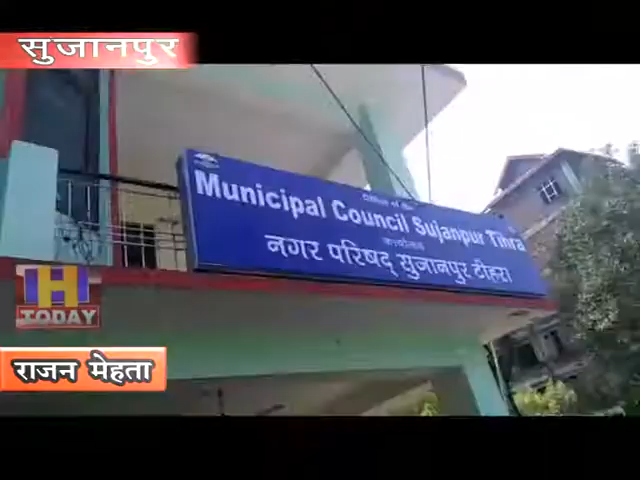 सुजानपुर
Office of the
Municipal Council Sujanpur Tihra
कार्यालय
नगर परिषद् सुजानपुर टीहरा
H
TODAY
राजन मेहता